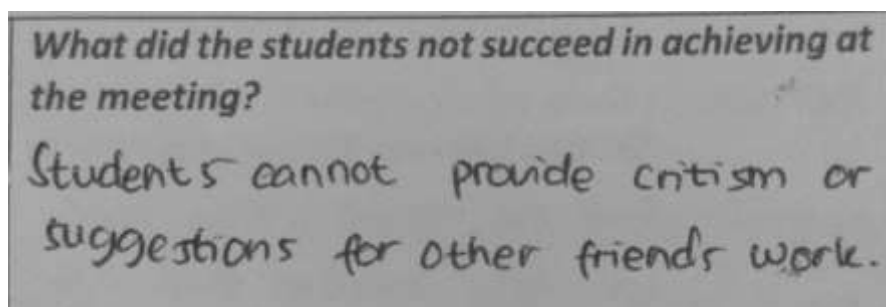 What did the students not succeed in achieving at
the meeting?
Students cannot provide critism or
suggestions for other friend's work.